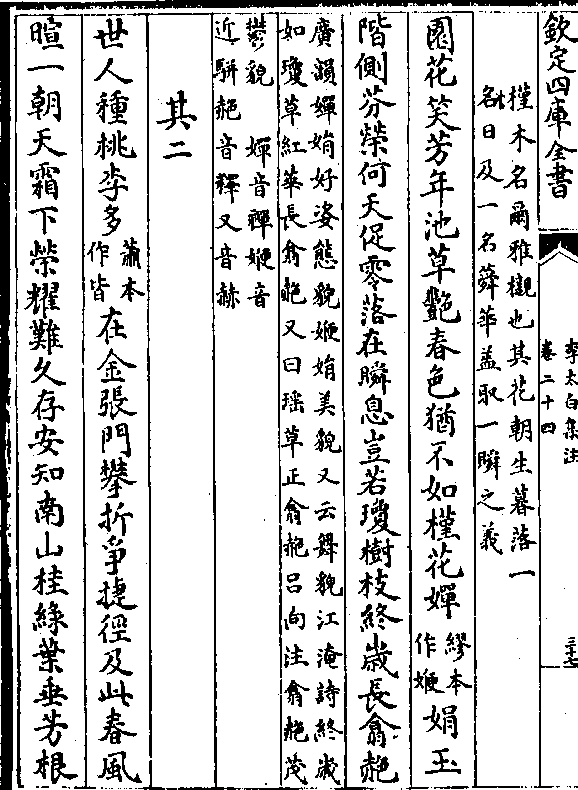 欽定四庫全書
李太白集注
卷二十四
三十七
槿木名爾雅櫬也其花朝生暮落一
名日及一名蕣華盖取一瞬之義
園花笑芳年池草艷春色猶不如槿花嬋
繆本
作㛹
娟玉
階側芬榮何夭促零落在瞬息豈若瓊樹枝終歲長翕赩
廣韻嬋娟好姿態貌㛹娟美貌又云舞貌江淹詩終歲
如瓊草紅華長翕赩又曰瑶草正翕赩吕向注翕赩茂
鬱貌　嬋音禪㛹音
近駢赩音釋又音赫
其二
世人種桃李多
蕭本
作皆
在金張門攀折爭捷徑及此春風
暄一朝天霜下榮耀難久存安知南山桂綠葉垂芳根